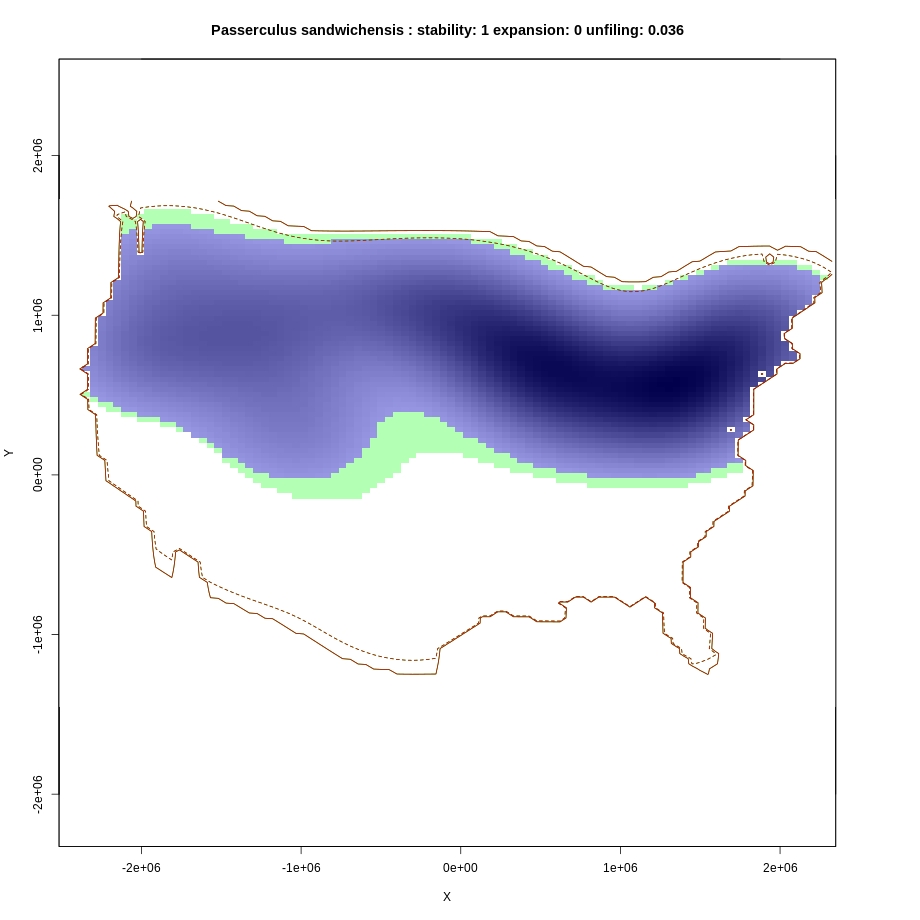 Passerculus sandwichensis : stability: 1 expansion: 0 unfiling: 0.036
2e+06
1e+06
0e+00
-1e+06
-2e+06
Y
-2e+06 -1e+06 0e+00 1e+06 2e+06
X